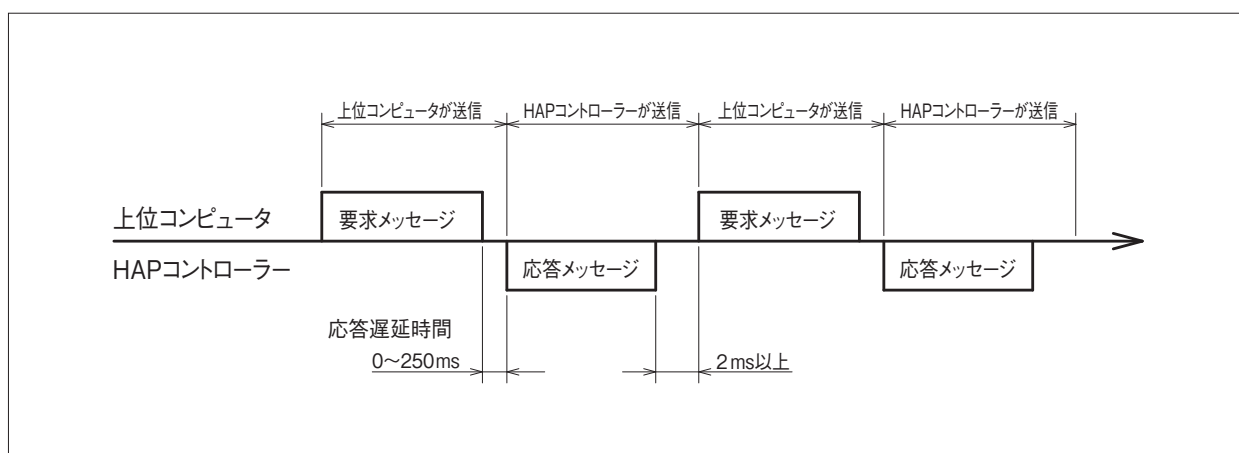 上位コンピュータが送信
HAPコントローラーが送信
上位コンピュータが送信
HAPコントローラーが送信
上位コンピュータ
要求メッセージ
要求メッセージ
HAPコントローラー
応答メッセージ
応答メッセージ
応答遅延時間
0〜250ms
2ms以上